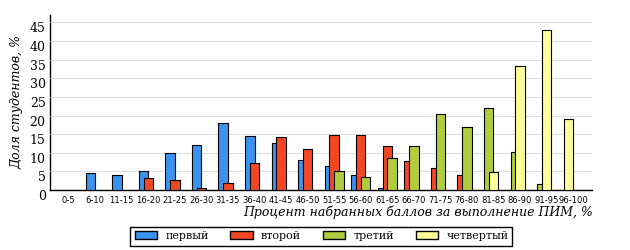 Доля студентов, %
45
40
35
30
25
20
15
10
5
0
0-5 6-10 11-15 16-20 21-25 26-30 31-35 36-40 41-45 46-50 51-55 56-60 61-65 66-70 71-75 76-80 81-85 86-90 91-95 96-100
Процент набранных баллов за выполнение ПИМ, %
первый второй третий четвертый